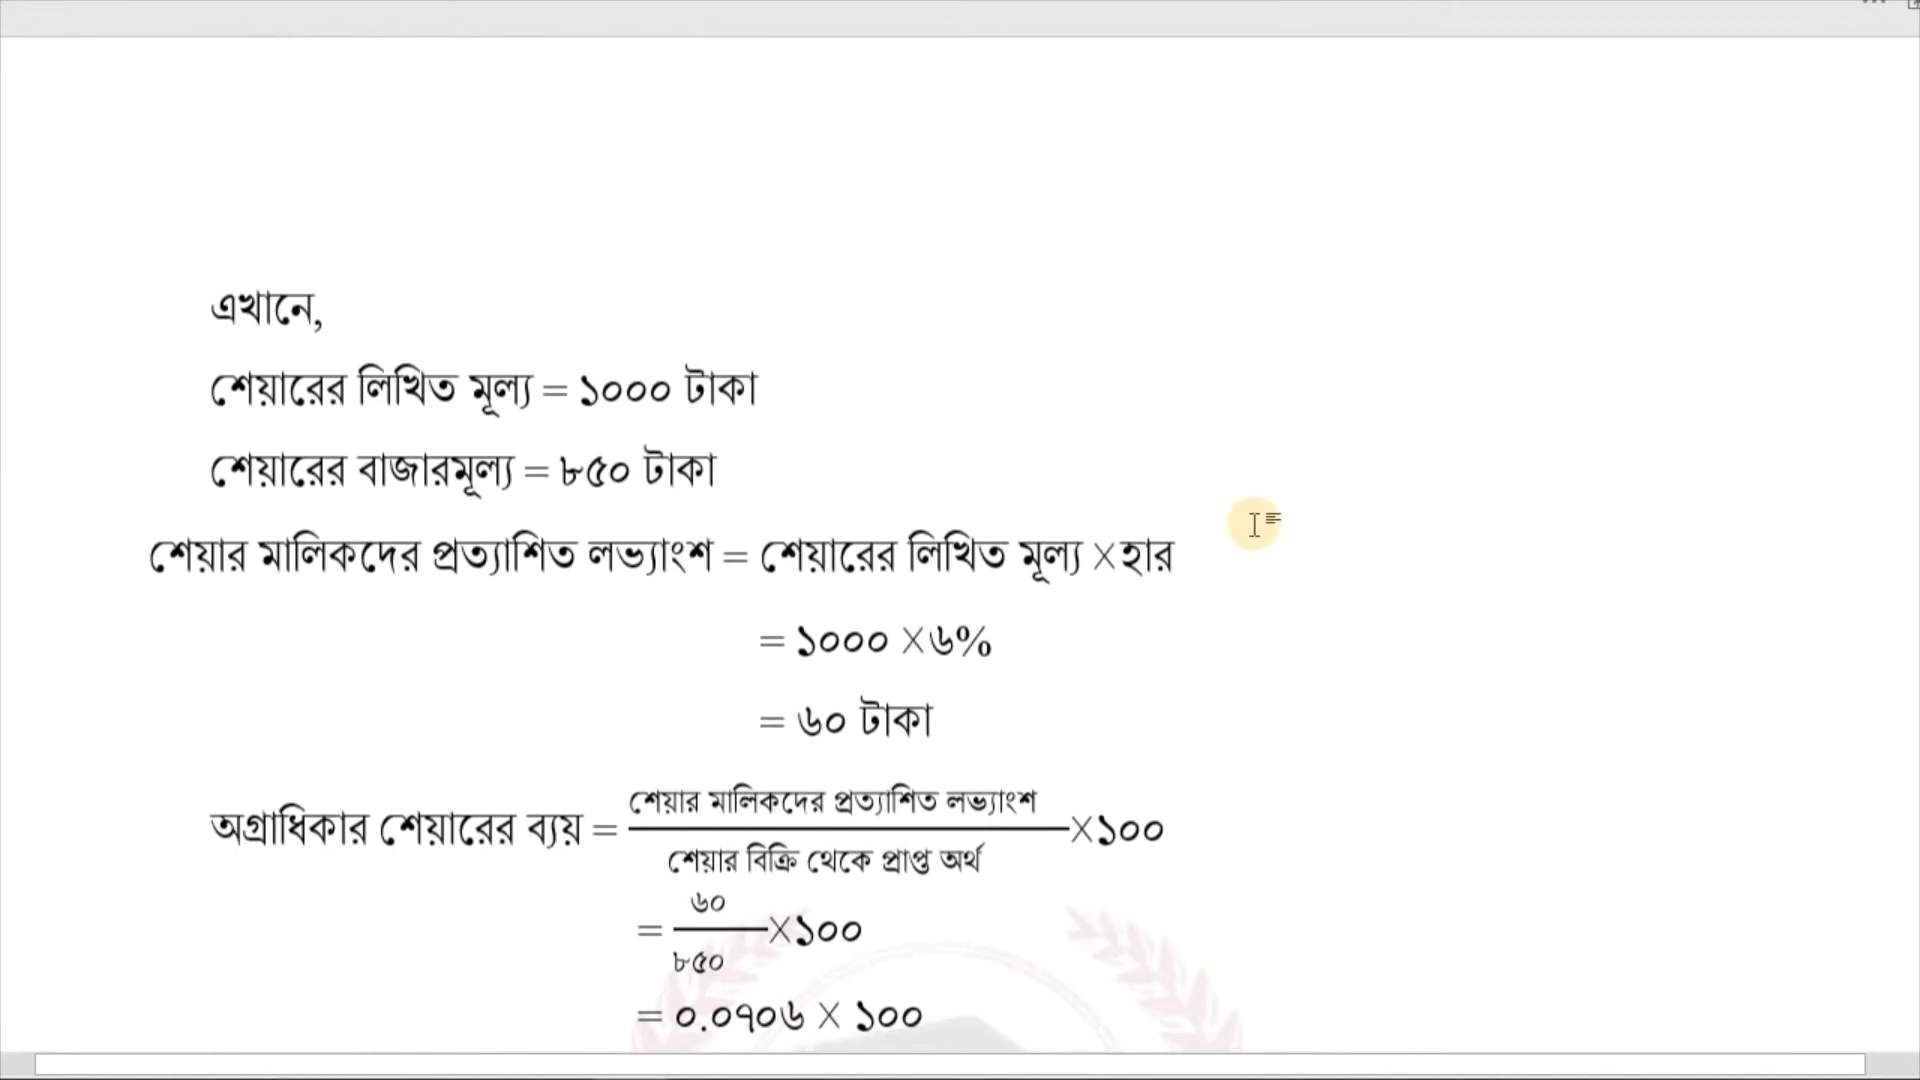 এখানে,
শেয়ারের লিখিত মূল্য = ১০০০ টাকা
শেয়ারের বাজারমূল্য = ৮৫০ টাকা
শেয়ার মালিকদের প্রত্যাশিত লভ্যাংশ = শেয়ারের লিখিত মূল্য ×হার
= ১০০০ ×৬%
= ৬০ টাকা
অগ্রাধিকার শেয়ারের ব্যয় = শেয়ার মালিকদের প্রত্যাশিত লভ্যাংশ / শেয়ার বিক্রি থেকে প্রাপ্ত অর্থ ×১০০
= ৬০ / ৮৫০ ×১০০
= ০.০৭০৬ × ১০০